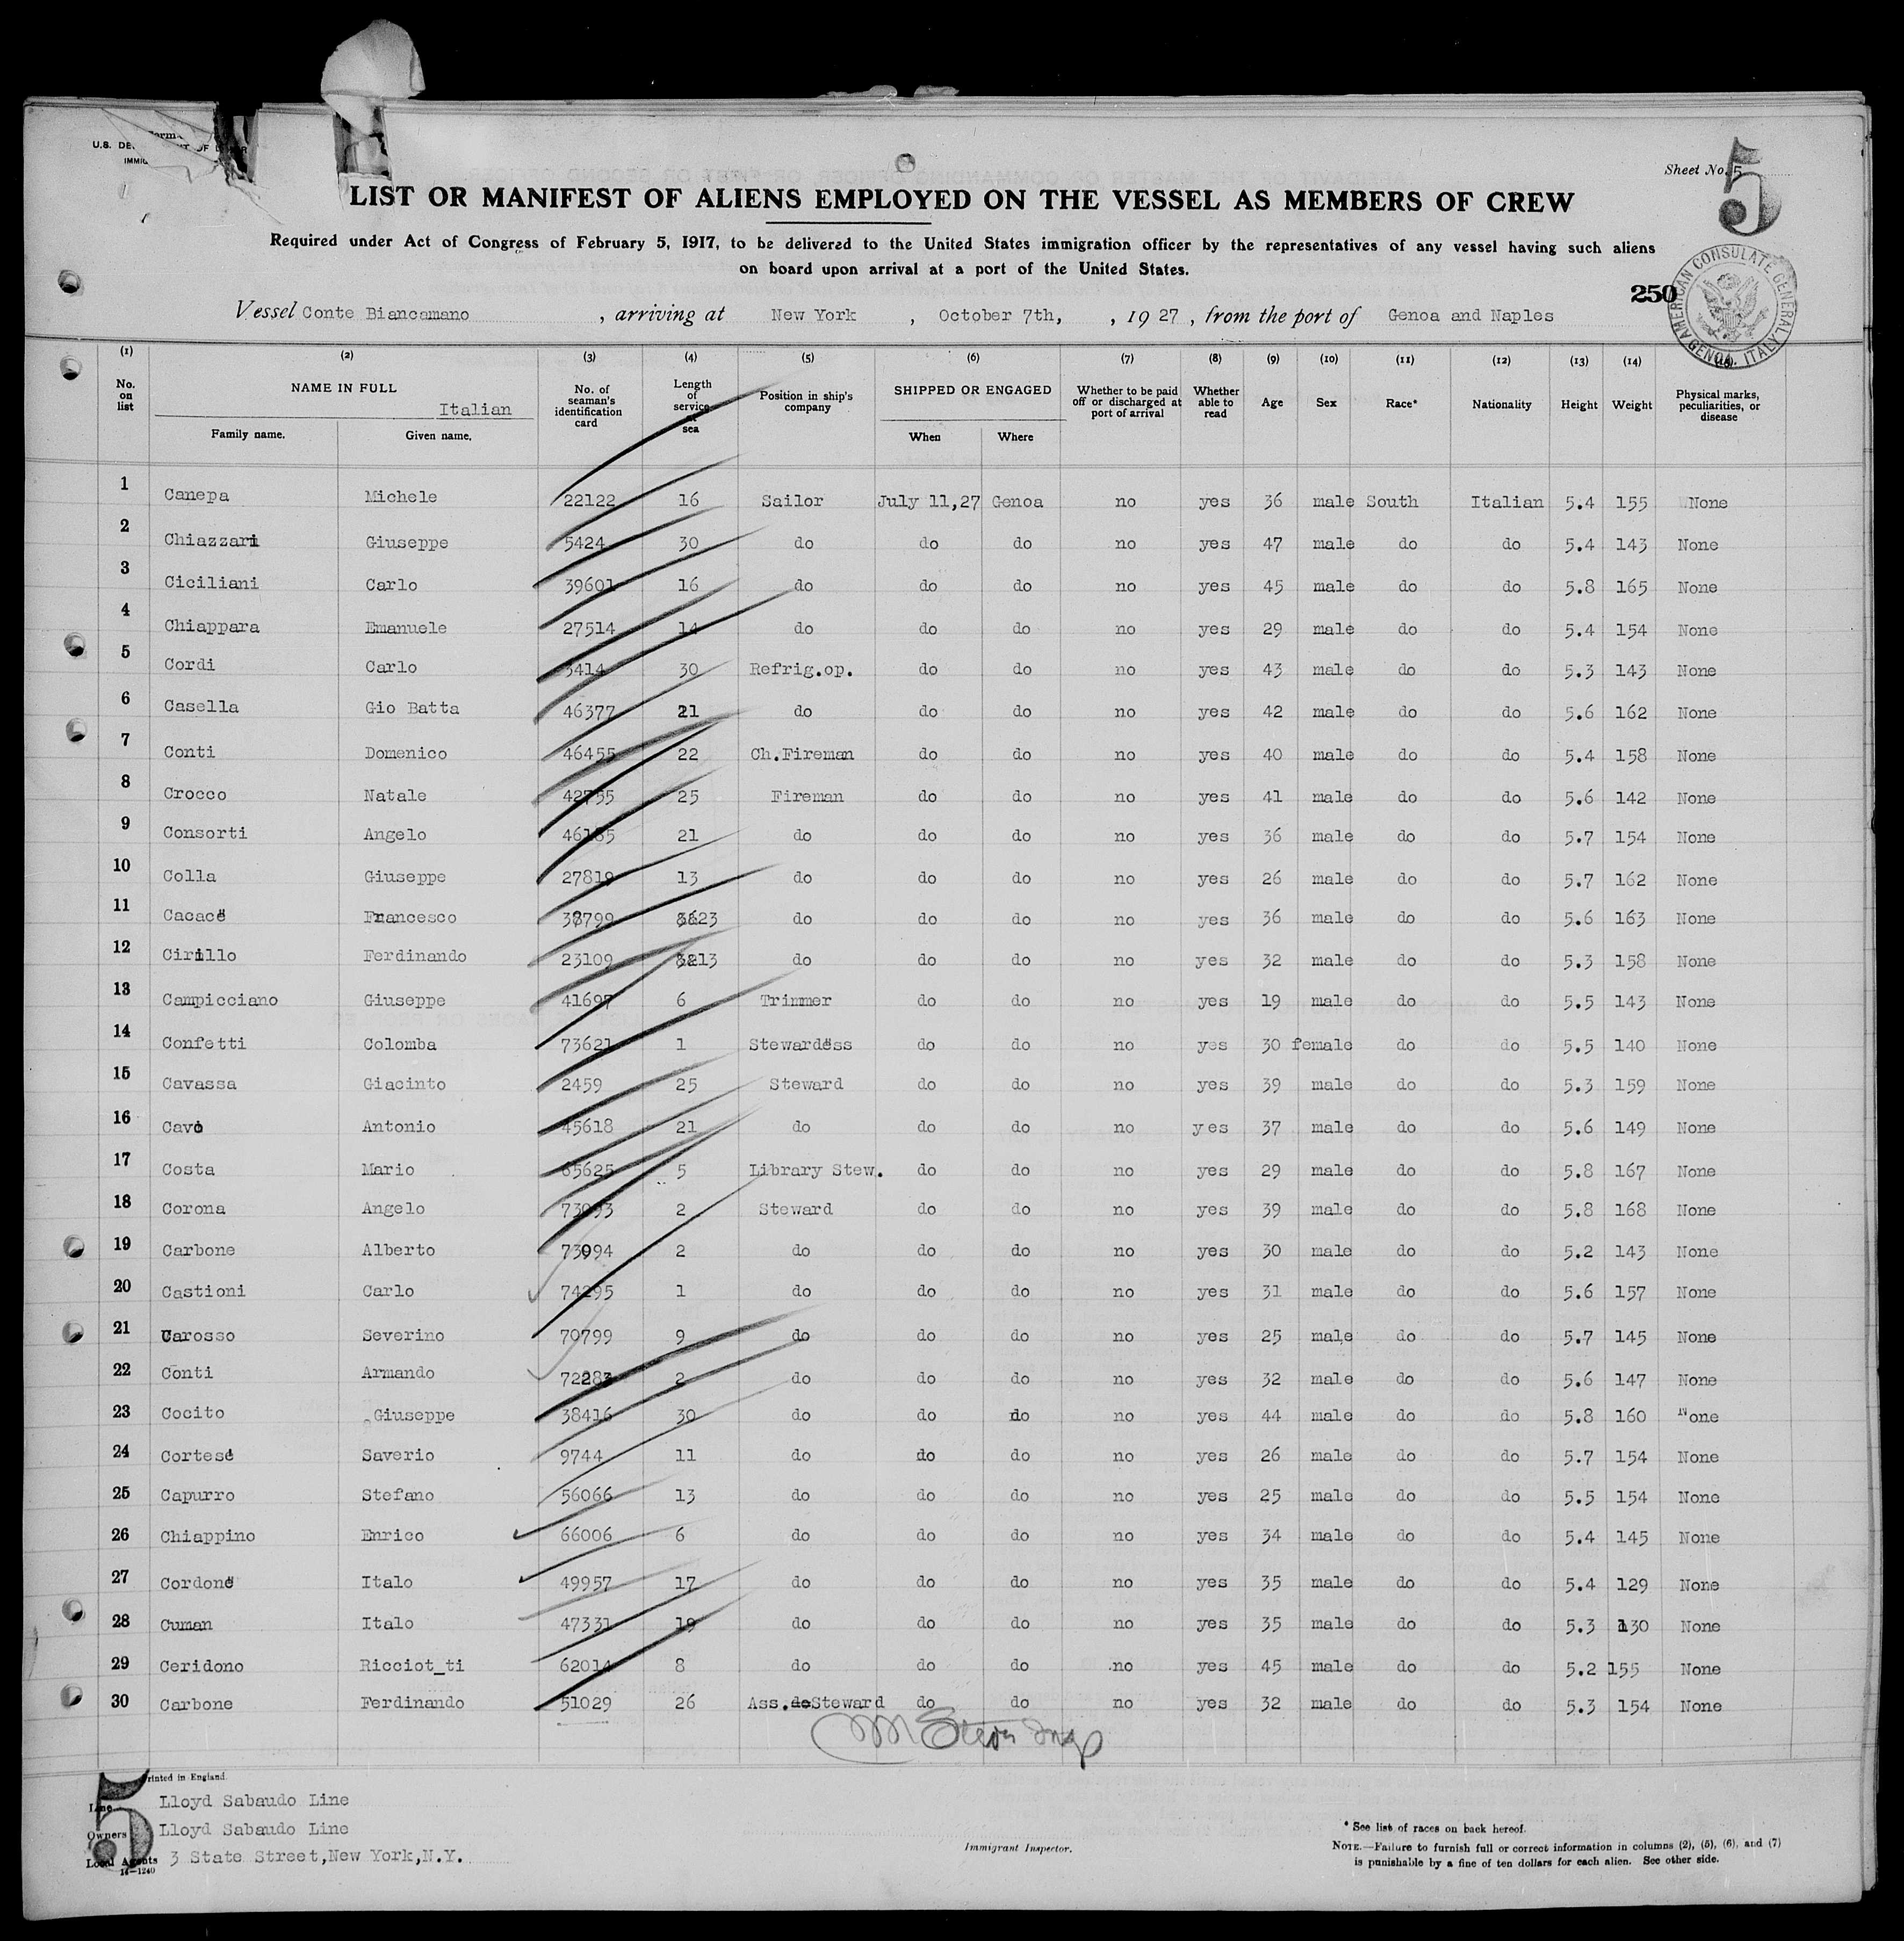 U.S. DE
IMMIG
Sheet No. 5
5
LIST OR MANIFEST OF ALIENS EMPLOYED ON THE VESSEL AS MEMBERS OF CREW
Required under Act of Congress of February 5, 1917, to be delivered to the United States immigration officer by the representatives of any vessel having such aliens
on board upon arrival at a port of the United States.
250
AMERICAN CONSULATE GENERAL GENOA, ITALY
Vessel Conte Biancamano , arriving at New York , October 7th, , 19 27 , from the port of Genoa and Naples
(1) (2) (3) (4) (5) (6) (7) (8) (9) (10) (11) (12) (13) (14)
No. on list NAME IN FULL Italian Family name. Given name. No. of seaman's identification card Length of service at sea Position in ship's company SHIPPED OR ENGAGED When Where Whether to be paid off or discharged at port of arrival Whether able to read Age Sex Race* Nationality Height Weight Physical marks, peculiarities, or disease
1 Canepa Michele 22122 16 Sailor July 11,27 Genoa no yes 36 male South Italian 5.4 155 None
2 Chiazzari Giuseppe 5424 30 do do do no yes 47 male do do 5.4 143 None
3 Ciciliani Carlo 39601 16 do do do no yes 45 male do do 5.8 165 None
4 Chiappara Emanuele 27514 14 do do do no yes 29 male do do 5.4 154 None
5 Cordi Carlo 3414 30 Refrig.op. do do no yes 43 male do do 5.3 143 None
6 Casella Gio Batta 46377 21 do do do no yes 42 male do do 5.6 162 None
7 Conti Domenico 46455 22 Ch.Fireman do do no yes 40 male do do 5.4 158 None
8 Crocco Natale 42755 25 Fireman do do no yes 41 male do do 5.6 142 None
9 Consorti Angelo 46185 21 do do do no yes 36 male do do 5.7 154 None
10 Colla Giuseppe 27819 13 do do do no yes 26 male do do 5.7 162 None
11 Cacace Francesco 38799 23 do do do no yes 36 male do do 5.6 163 None
12 Cirillo Ferdinando 23109 13 do do do no yes 32 male do do 5.3 158 None
13 Campicciano Giuseppe 41697 6 Trimmer do do no yes 19 male do do 5.5 143 None
14 Confetti Colomba 73621 1 Stewardess do do no yes 30 female do do 5.5 140 None
15 Cavassa Giacinto 2459 25 Steward do do no yes 39 male do do 5.3 159 None
16 Cavo Antonio 45618 21 do do do no yes 37 male do do 5.6 149 None
17 Costa Mario 65625 5 Library Stew. do do no yes 29 male do do 5.8 167 None
18 Corona Angelo 73093 2 Steward do do no yes 39 male do do 5.8 168 None
19 Carbone Alberto 73994 2 do do do no yes 30 male do do 5.2 143 None
20 Castioni Carlo 74295 1 do do do no yes 31 male do do 5.6 157 None
21 Carosso Severino 70799 9 do do do no yes 25 male do do 5.7 145 None
22 Conti Armando 72283 2 do do do no yes 32 male do do 5.6 147 None
23 Cocito Giuseppe 38416 30 do do do no yes 44 male do do 5.8 160 None
24 Cortese Saverio 9744 11 do do do no yes 26 male do do 5.7 154 None
25 Capurro Stefano 56066 13 do do do no yes 25 male do do 5.5 154 None
26 Chiappino Enrico 66006 6 do do do no yes 34 male do do 5.4 145 None
27 Cordone Italo 49957 17 do do do no yes 35 male do do 5.4 129 None
28 Cuman Italo 47331 19 do do do no yes 35 male do do 5.3 130 None
29 Ceridono Ricciot_ti 62014 8 do do do no yes 45 male do do 5.2 155 None
30 Carbone Ferdinando 51029 26 Ass.doSteward do do no yes 32 male do do 5.3 154 None
Printed in England.
5
Line Lloyd Sabaudo Line
Owners Lloyd Sabaudo Line
Local Agents 3 State Street,New York,N.Y.
14—1240
Immigrant Inspector.
* See list of races on back hereof.
NOTE.—Failure to furnish full or correct information in columns (2), (5), (6), and (7)
is punishable by a fine of ten dollars for each alien. See other side.